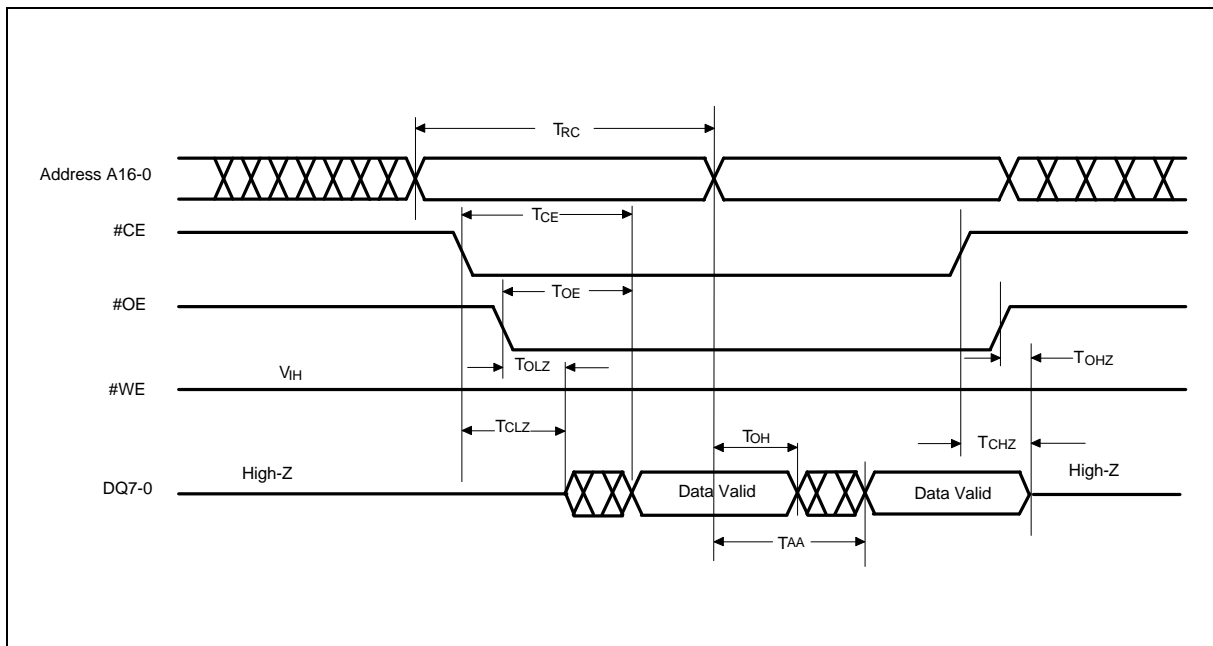 TRC
Address A16-0
TCE
#CE
TOE
#OE
TOLZ
TOHZ
VIH
#WE
TCLZ
TOH
TCHZ
High-Z
High-Z
DQ7-0
Data Valid
Data Valid
TAA